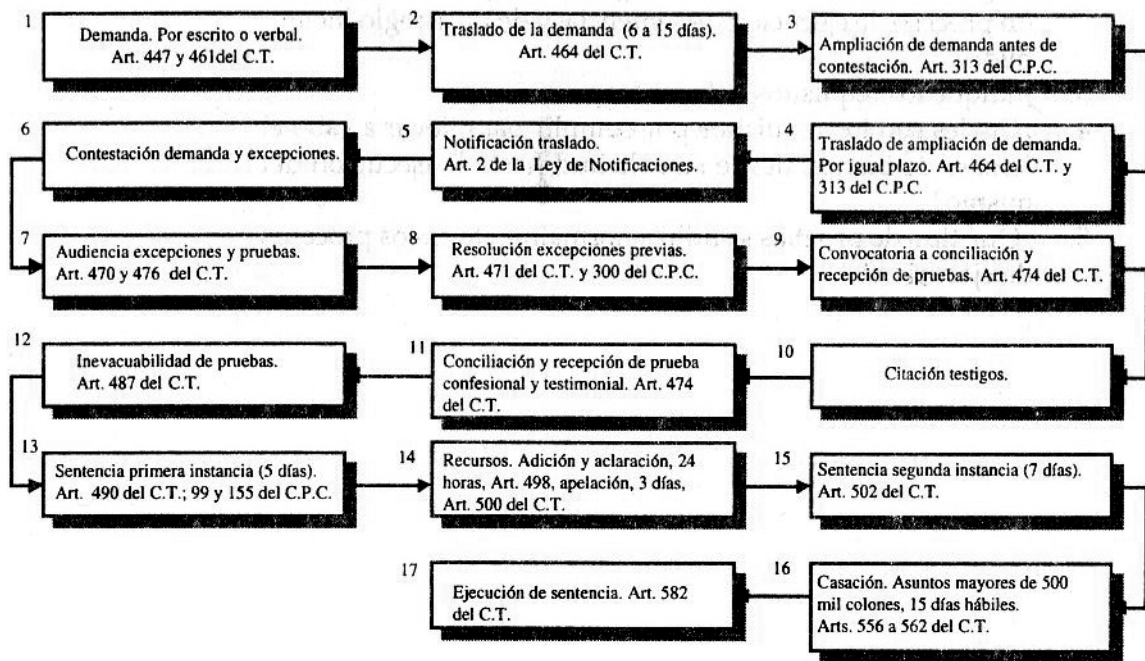 1
Demanda. Por escrito o verbal.
Art. 447 y 461del C.T.
2
Traslado de la demanda (6 a 15 días).
Art. 464 del C.T.
3
Ampliación de demanda antes de
contestación. Art. 313 del C.P.C.
4
Traslado de ampliación de demanda.
Por igual plazo. Art. 464 del C.T. y
313 del C.P.C.
5
Notificación traslado.
Art. 2 de la Ley de Notificaciones.
6
Contestación demanda y excepciones.
7
Audiencia excepciones y pruebas.
Art. 470 y 476 del C.T.
8
Resolución excepciones previas.
Art. 471 del C.T. y 300 del C.P.C.
9
Convocatoria a conciliación y
recepción de pruebas. Art. 474 del C.T.
10
Citación testigos.
11
Conciliación y recepción de prueba
confesional y testimonial. Art. 474
del C.T.
12
Inevacuabilidad de pruebas.
Art. 487 del C.T.
13
Sentencia primera instancia (5 días).
Art. 490 del C.T.; 99 y 155 del C.P.C.
14
Recursos. Adición y aclaración, 24
horas, Art. 498, apelación, 3 días,
Art. 500 del C.T.
15
Sentencia segunda instancia (7 días).
Art. 502 del C.T.
16
Casación. Asuntos mayores de 500
mil colones, 15 días hábiles.
Arts. 556 a 562 del C.T.
17
Ejecución de sentencia. Art. 582
del C.T.